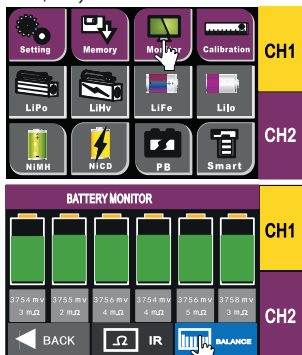 Setting Memory Monitor Calibration CH1
LiPo LiHv LiFe LiIo
NiMH NiCD PB Smart CH2
BATTERY MONITOR
CH1
3754 mv 3755 mv 3756 mv 3754 mv 3756 mv 3758 mv
3 mΩ 2 mΩ 4 mΩ 4 mΩ 5 mΩ 3 mΩ
CH2
BACK Ω IR BALANCE